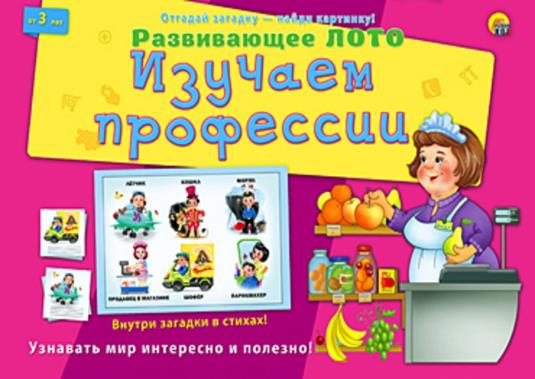 Отгадай загадку — найди картинку!
от 3 лет
Развивающее ЛОТО
Изучаем
профессии
ЛЁТЧИК КОШКА МОРЯК
ПРОДАВЕЦ В МАГАЗИНЕ ШОФЁР ПАРИКМАХЕР
Внутри загадки в стихах!
Узнавать мир интересно и полезно!